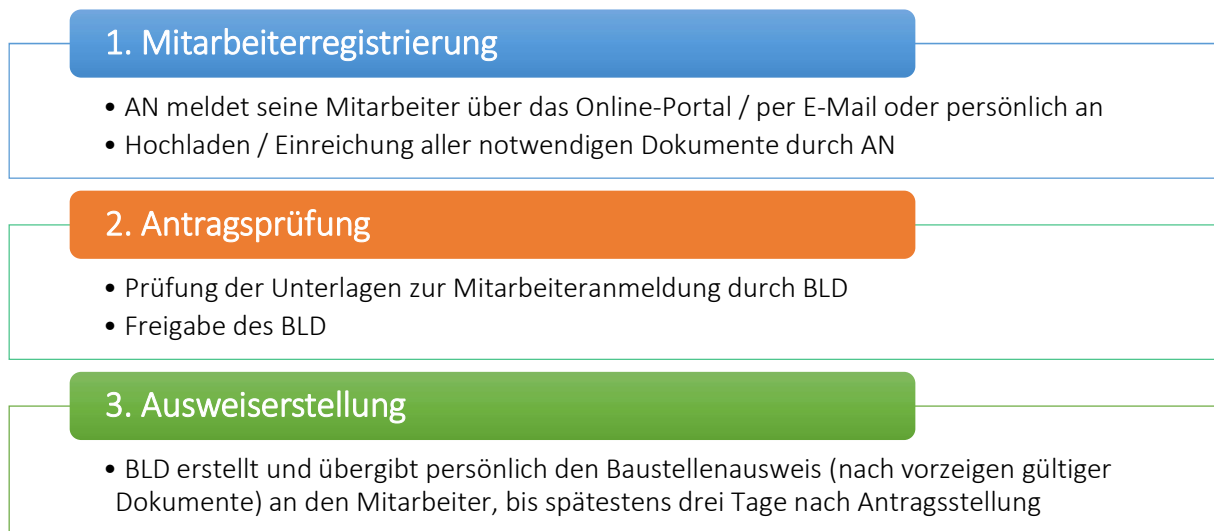 1. Mitarbeiterregistrierung
• AN meldet seine Mitarbeiter über das Online-Portal / per E-Mail oder persönlich an
• Hochladen / Einreichung aller notwendigen Dokumente durch AN
2. Antragsprüfung
• Prüfung der Unterlagen zur Mitarbeiteranmeldung durch BLD
• Freigabe des BLD
3. Ausweiserstellung
• BLD erstellt und übergibt persönlich den Baustellenausweis (nach vorzeigen gültiger
Dokumente) an den Mitarbeiter, bis spätestens drei Tage nach Antragsstellung